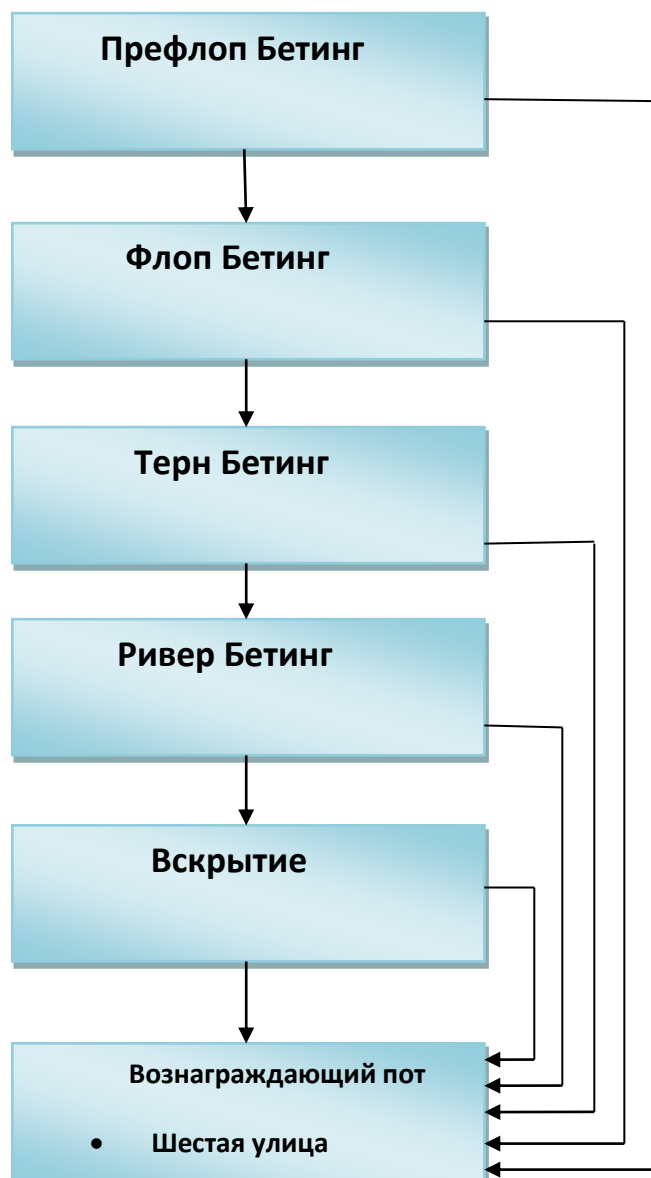 Префлоп Бетинг
Флоп Бетинг
Терн Бетинг
Ривер Бетинг
Вскрытие
Вознаграждающий пот
• Шестая улица